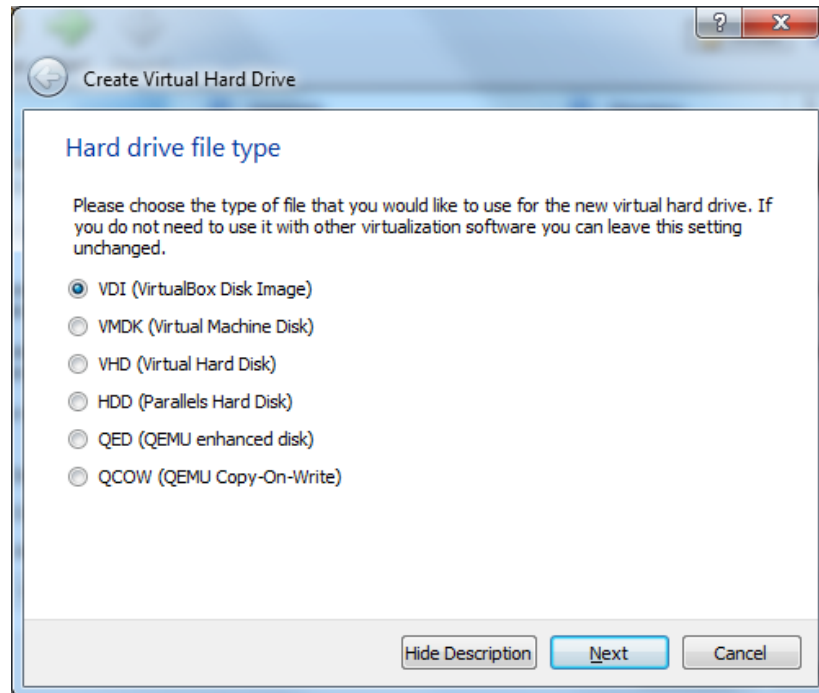 ?
Create Virtual Hard Drive
Hard drive file type
Please choose the type of file that you would like to use for the new virtual hard drive. If
you do not need to use it with other virtualization software you can leave this setting
unchanged.
VDI (VirtualBox Disk Image)
VMDK (Virtual Machine Disk)
VHD (Virtual Hard Disk)
HDD (Parallels Hard Disk)
QED (QEMU enhanced disk)
QCOW (QEMU Copy-On-Write)
Hide Description Next Cancel